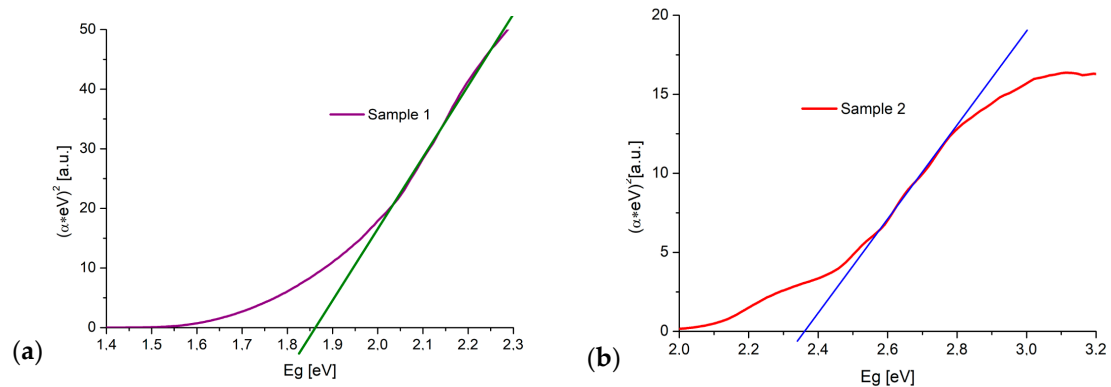 50
40
30
20
10
0
(α*eV)² [a.u.]
Sample 1
1.4 1.5 1.6 1.7 1.8 1.9 2.0 2.1 2.2 2.3
Eg [eV]
(a)
20
15
10
5
0
(α*eV)² [a.u.]
Sample 2
2.0 2.2 2.4 2.6 2.8 3.0 3.2
Eg [eV]
(b)